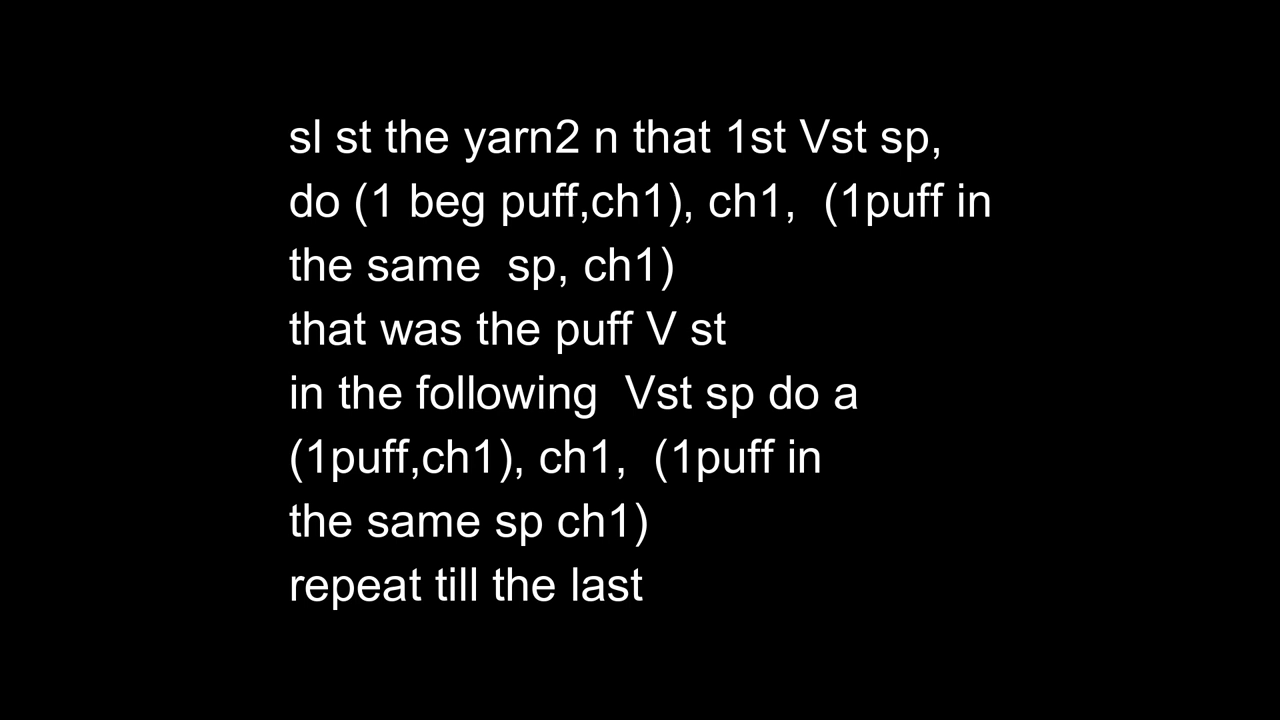 sl st the yarn2 n that 1st Vst sp,
do (1 beg puff,ch1), ch1,  (1puff in
the same  sp, ch1)
that was the puff V st
in the following  Vst sp do a
(1puff,ch1), ch1,  (1puff in
the same sp ch1)
repeat till the last